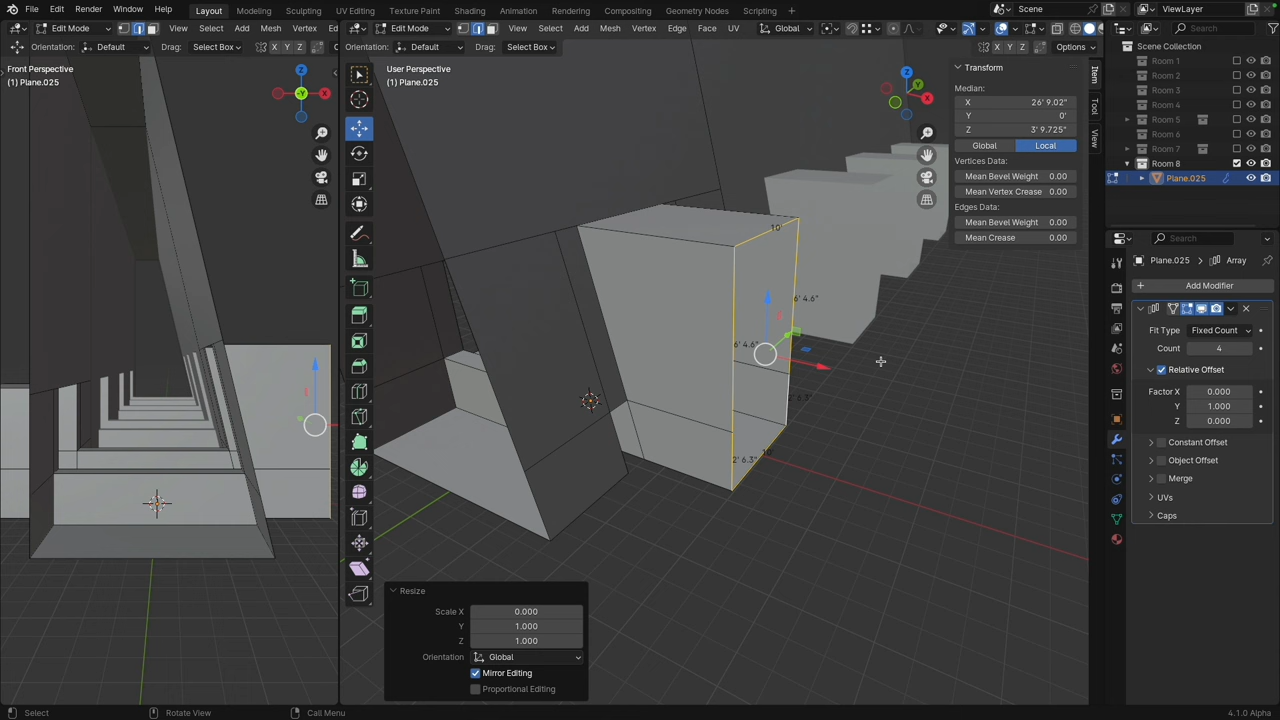 File Edit Render Window Help
Layout Modeling Sculpting UV Editing Texture Paint Shading Animation Rendering Compositing Geometry Nodes Scripting
Scene
ViewLayer
Edit Mode View Select Add Mesh Vertex
Orientation: Default Drag: Select Box X Y Z
Front Perspective
(1) Plane.025
Edit Mode View Select Add Mesh Vertex Edge Face UV Global
Orientation: Default Drag: Select Box X Y Z Options
User Perspective
(1) Plane.025
10'
6' 4.6"
6' 4.6"
2' 6.3"
2' 6.3"
10'
Transform
Median:
X 26' 9.02"
Y 0'
Z 3' 9.725"
Global Local
Vertices Data:
Mean Bevel Weight 0.00
Mean Vertex Crease 0.00
Edges Data:
Mean Bevel Weight 0.00
Mean Crease 0.00
Item
Tool
View
Resize
Scale X 0.000
Y 1.000
Z 1.000
Orientation Global
Mirror Editing
Proportional Editing
Search
Scene Collection
Room 1
Room 2
Room 3
Room 4
Room 5
Room 6
Room 7
Room 8
Plane.025
Search
Plane.025 Array
Add Modifier
Fit Type Fixed Count
Count 4
Relative Offset
Factor X 0.000
Y 1.000
Z 0.000
Constant Offset
Object Offset
Merge
UVs
Caps
Select Rotate View Call Menu 4.1.0 Alpha